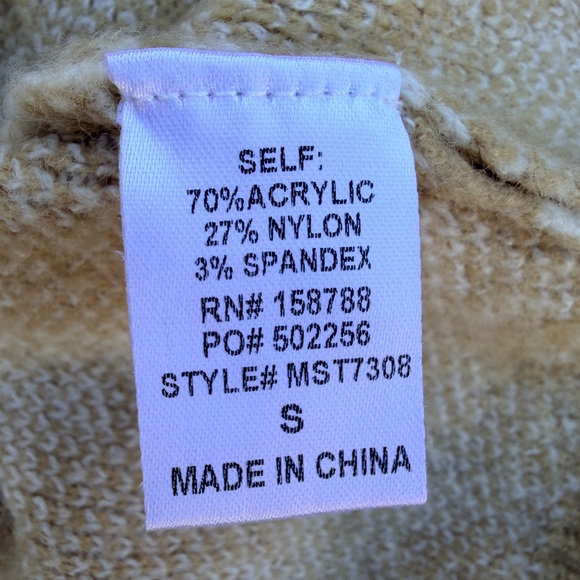 SELF:
70%ACRYLIC
27% NYLON
3% SPANDEX
RN# 158788
PO# 502256
STYLE# MST7308
S
MADE IN CHINA